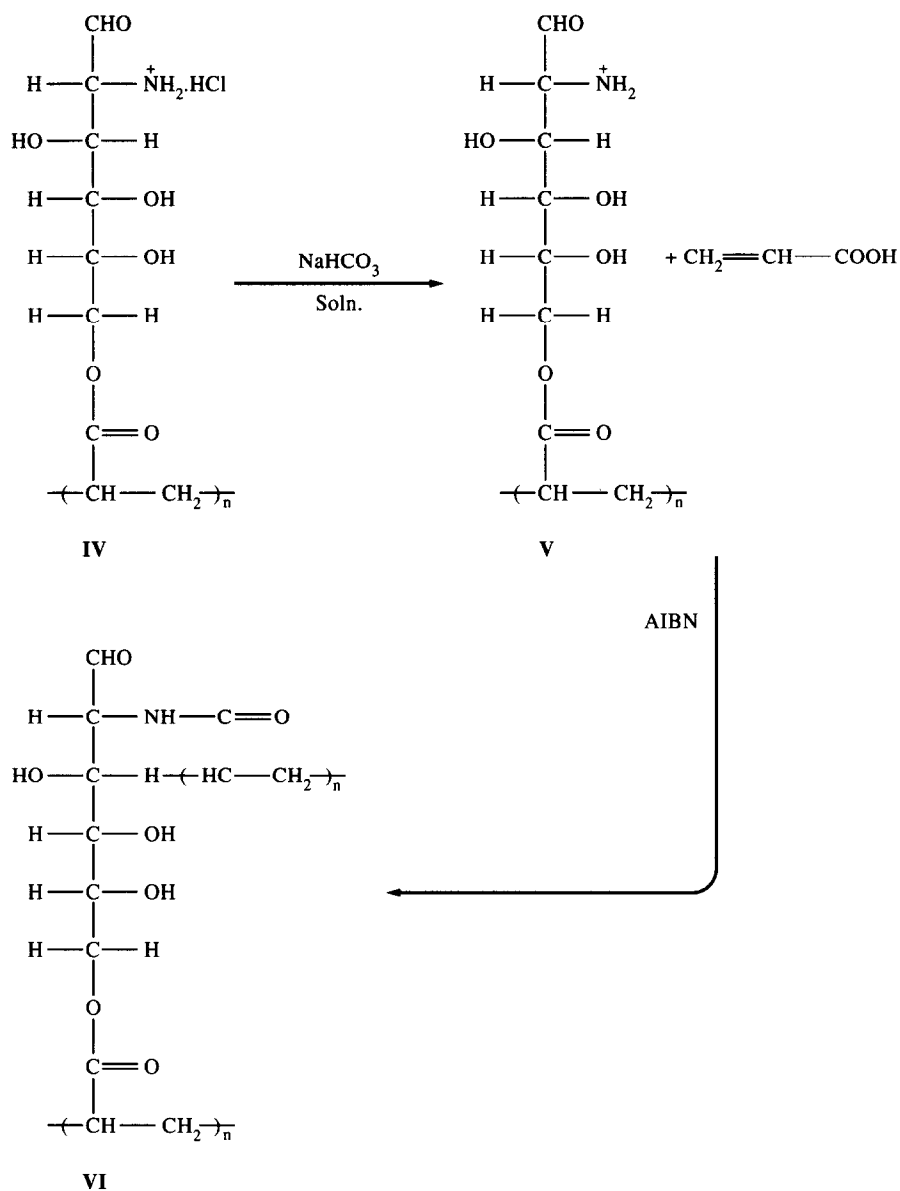 CHO
H—C—N⁺H₂.HCl
HO—C—H
H—C—OH
H—C—OH
H—C—H
O
C=O
—(CH—CH₂)ₙ—
IV
NaHCO₃
Soln.
CHO
H—C—N⁺H₂
HO—C—H
H—C—OH
H—C—OH
H—C—H
O
C=O
—(CH—CH₂)ₙ—
V
+ CH₂=CH—COOH
AIBN
CHO
H—C—NH—C=O
HO—C—H—(HC—CH₂)ₙ—
H—C—OH
H—C—OH
H—C—H
O
C=O
—(CH—CH₂)ₙ—
VI